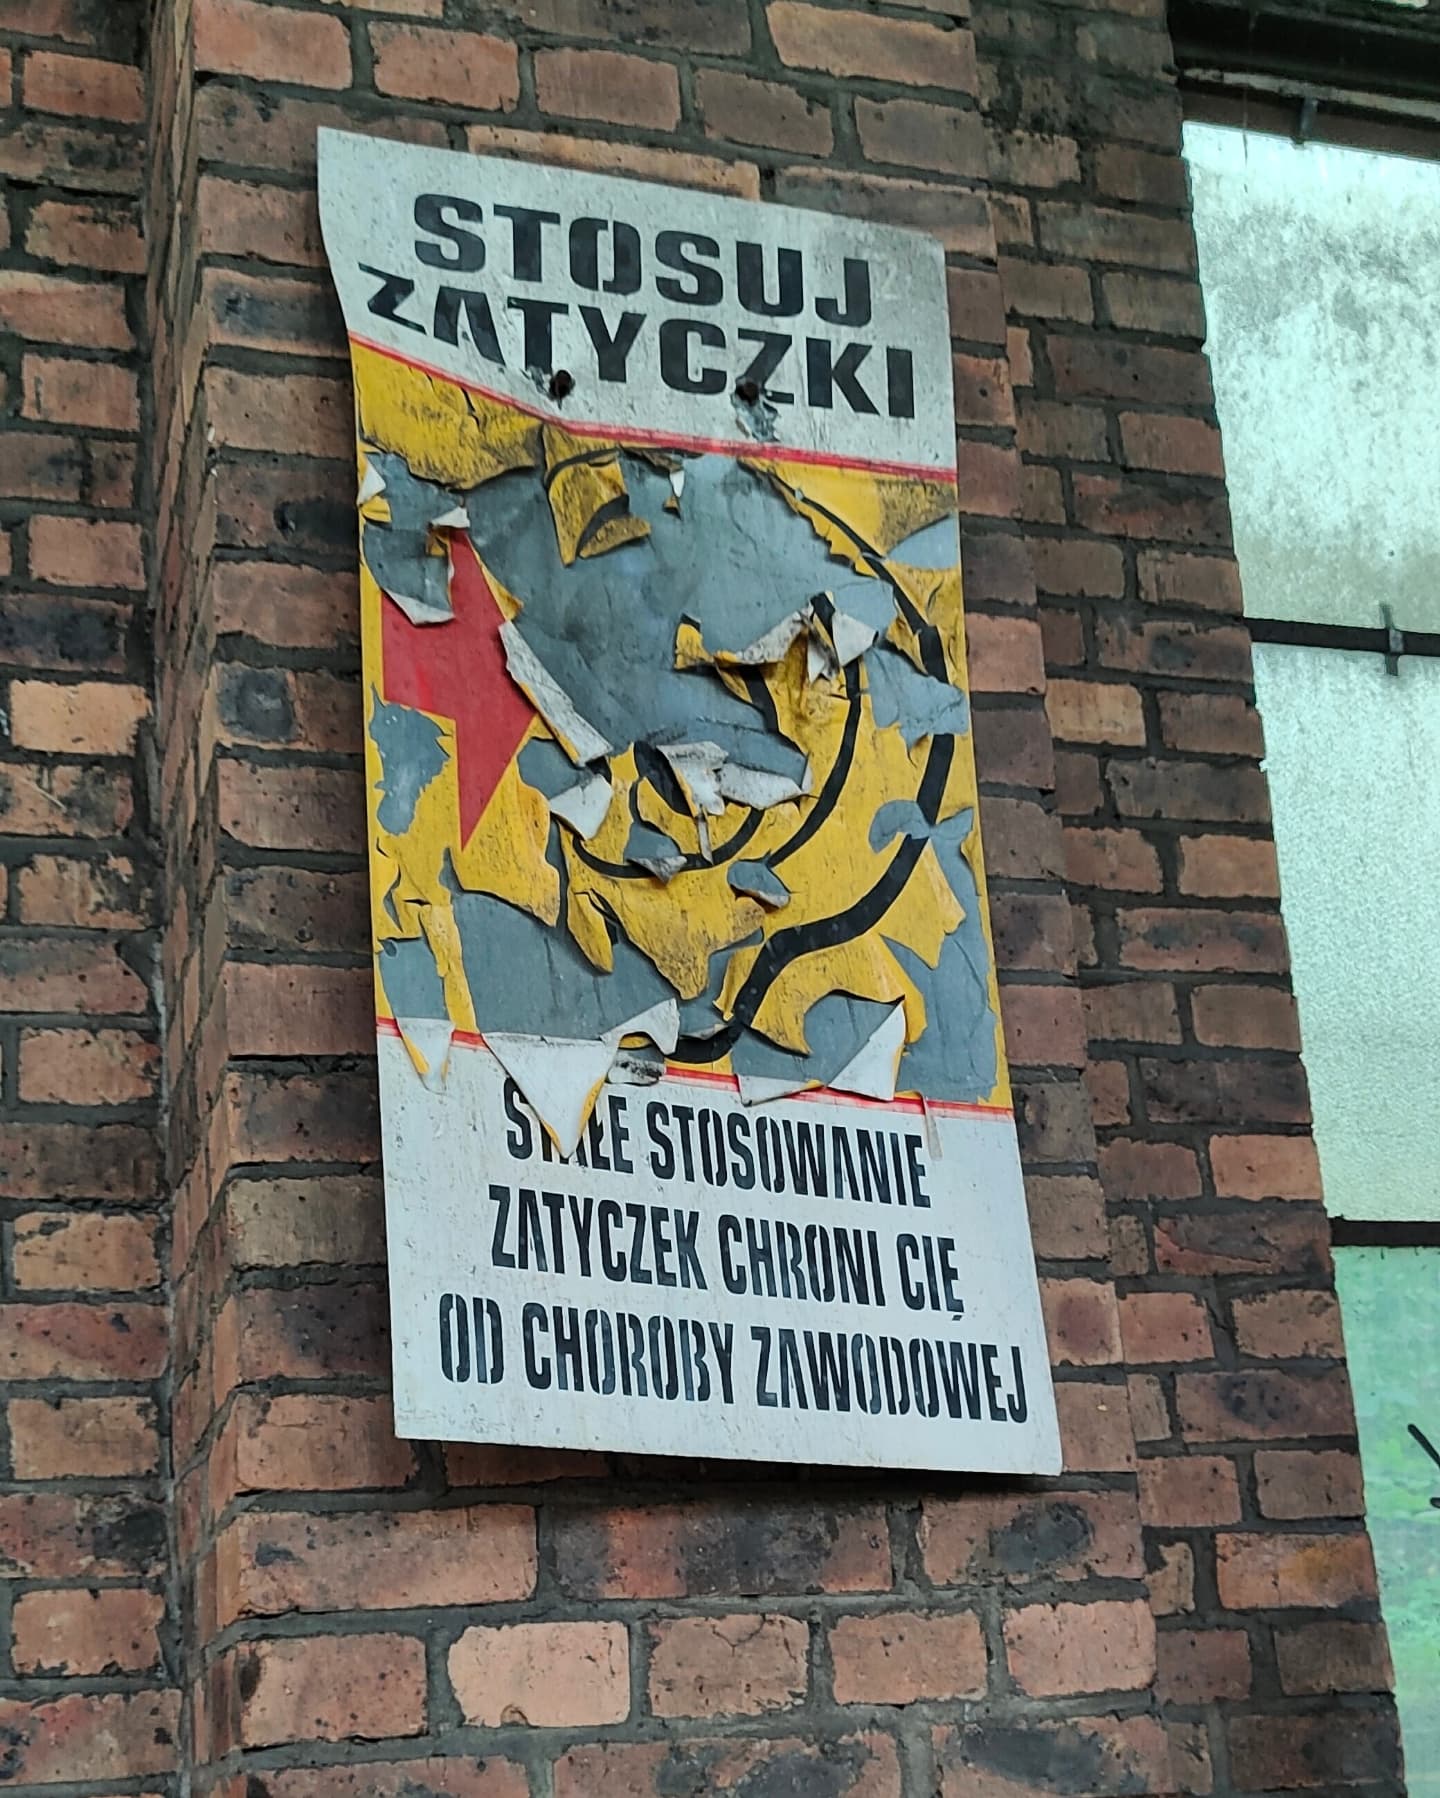 STOSUJ
ZATYCZKI
STAŁE STOSOWANIE
ZATYCZEK CHRONI CIĘ
OD CHOROBY ZAWODOWEJ